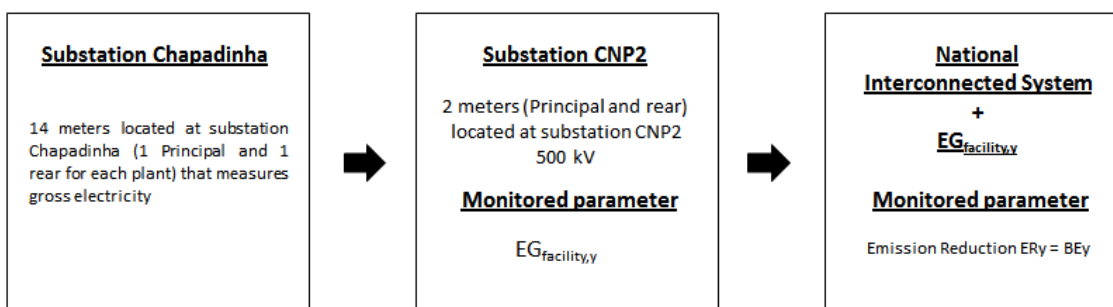 Substation Chapadinha
14 meters located at substation
Chapadinha (1 Principal and 1
rear for each plant) that measures
gross electricity
Substation CNP2
2 meters (Principal and rear)
located at substation CNP2
500 kV
Monitored parameter
EGfacility,y
National
Interconnected System
+
EGfacility,y
Monitored parameter
Emission Reduction ERy = BEy